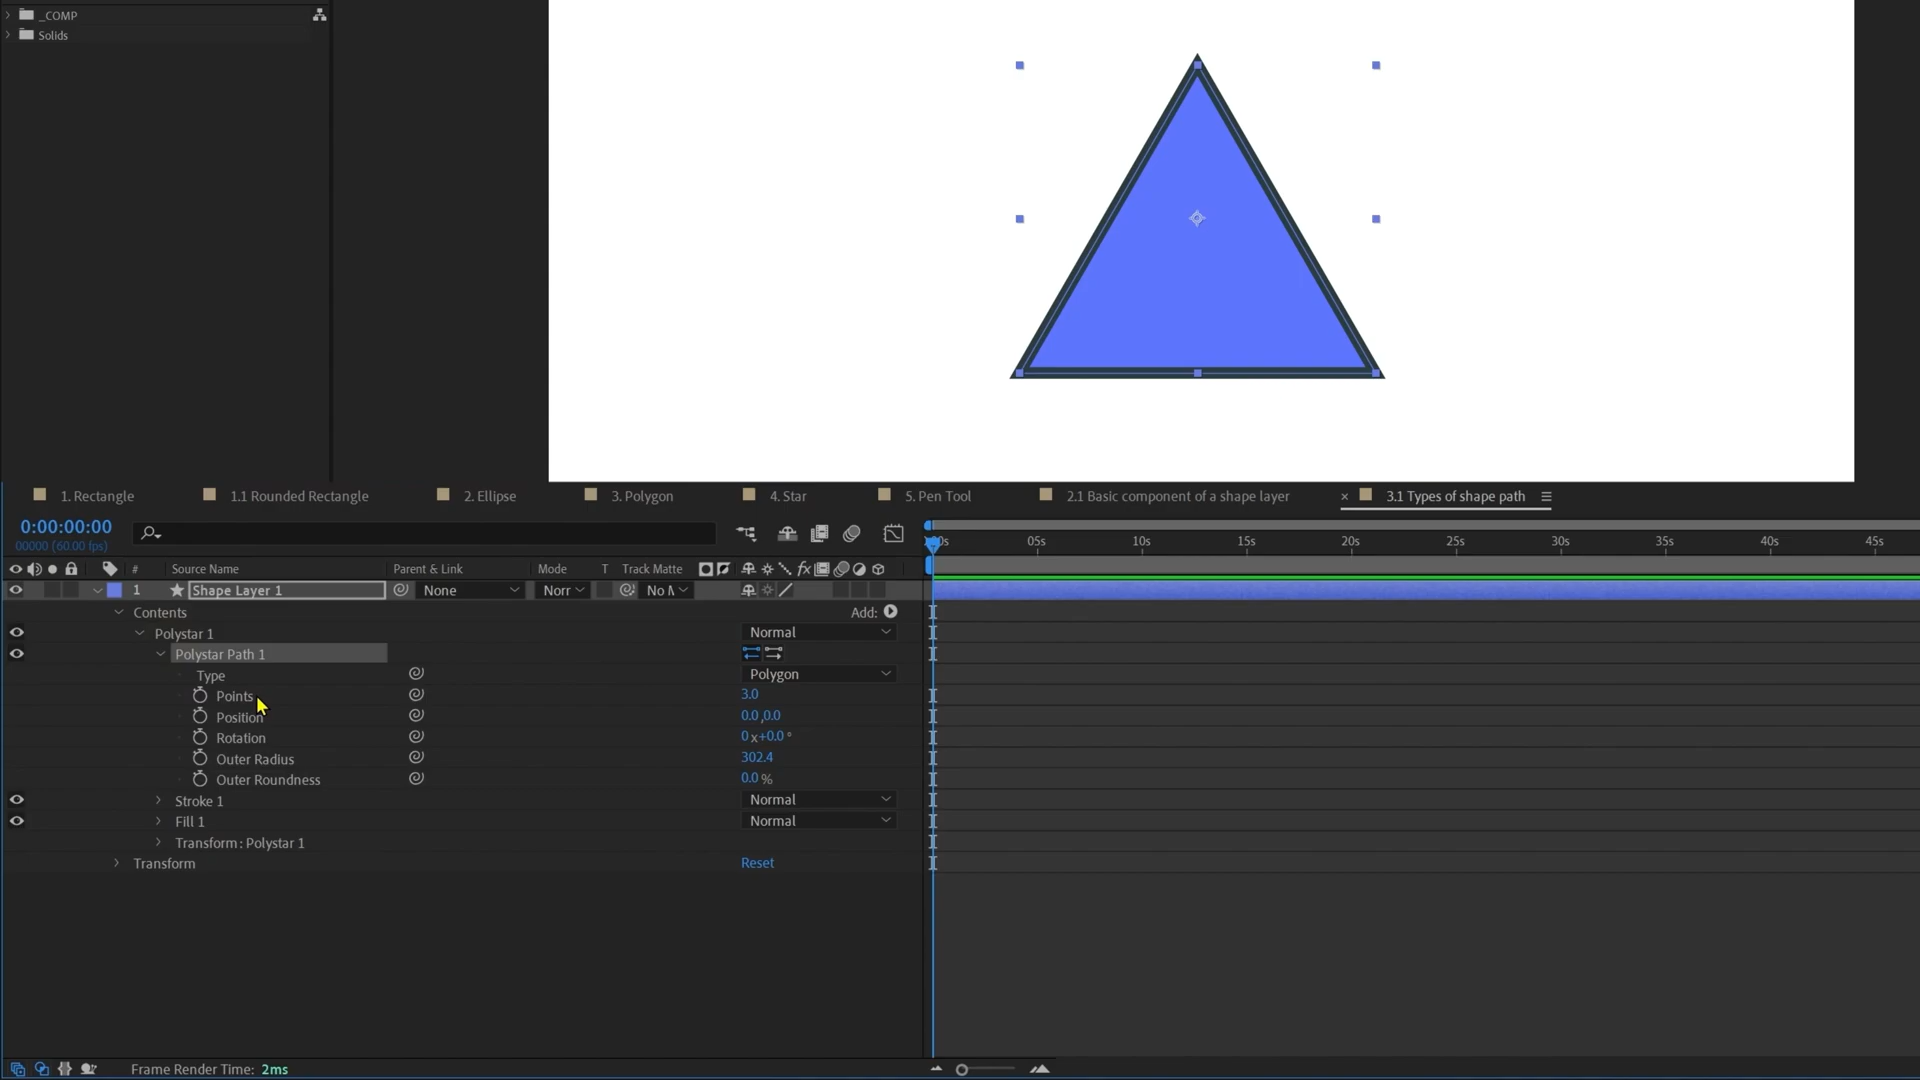 _COMP
Solids
1. Rectangle 1.1 Rounded Rectangle 2. Ellipse 3. Polygon 4. Star 5. Pen Tool 2.1 Basic component of a shape layer × 3.1 Types of shape path
0:00:00:00
00000 (60.00 fps)
00s 05s 10s 15s 20s 25s 30s 35s 40s 45s
# Source Name Parent & Link Mode T Track Matte fx
1 Shape Layer 1 None Norr No M
Contents Add:
Polystar 1 Normal
Polystar Path 1
Type Polygon
Points 3.0
Position 0.0,0.0
Rotation 0x+0.0°
Outer Radius 302.4
Outer Roundness 0.0%
Stroke 1 Normal
Fill 1 Normal
Transform: Polystar 1
Transform Reset
Frame Render Time: 2ms